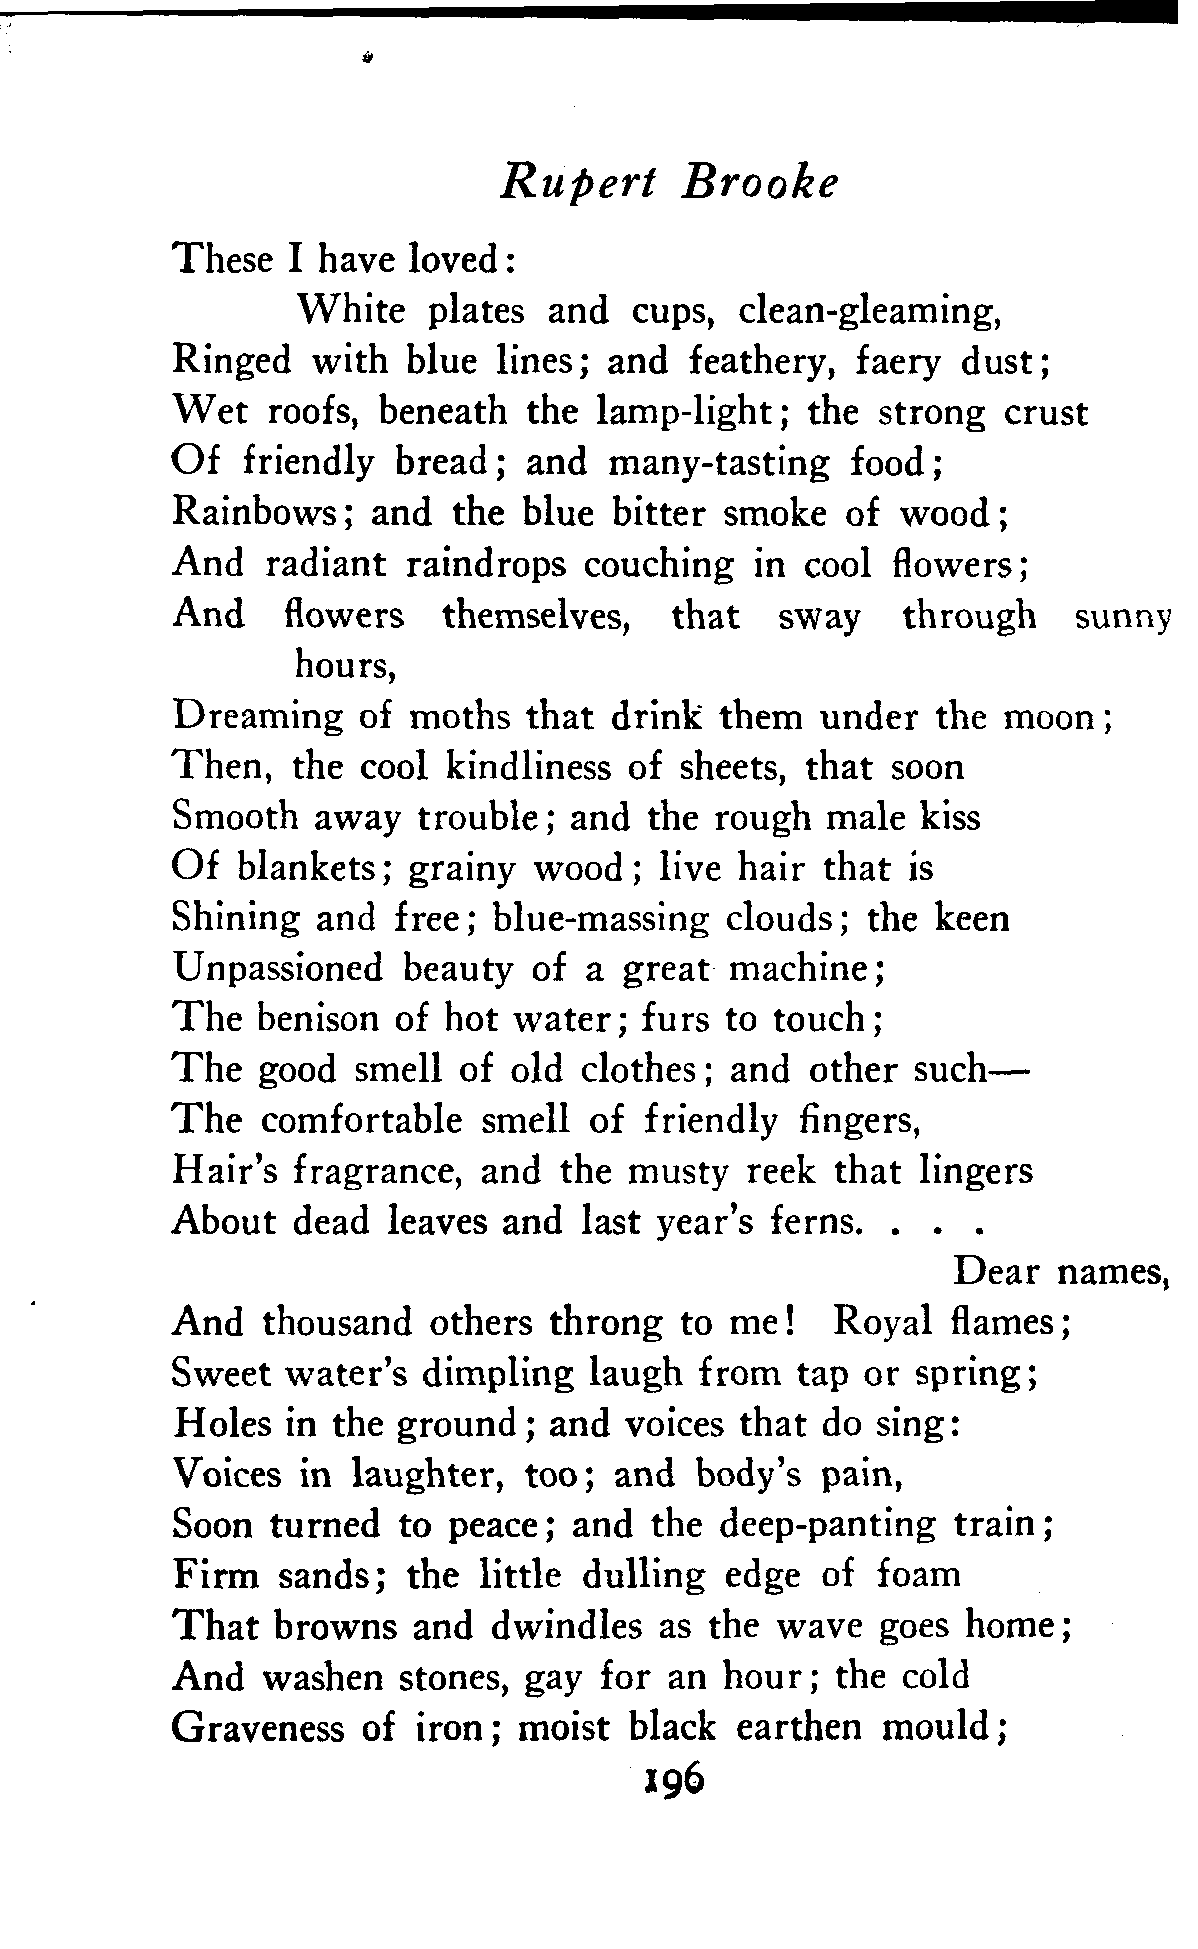 Rupert Brooke
These I have loved:
White plates and cups, clean-gleaming,
Ringed with blue lines; and feathery, faery dust;
Wet roofs, beneath the lamp-light; the strong crust
Of friendly bread; and many-tasting food;
Rainbows; and the blue bitter smoke of wood;
And radiant raindrops couching in cool flowers;
And flowers themselves, that sway through sunny
hours,
Dreaming of moths that drink them under the moon;
Then, the cool kindliness of sheets, that soon
Smooth away trouble; and the rough male kiss
Of blankets; grainy wood; live hair that is
Shining and free; blue-massing clouds; the keen
Unpassioned beauty of a great machine;
The benison of hot water; furs to touch;
The good smell of old clothes; and other such—
The comfortable smell of friendly fingers,
Hair's fragrance, and the musty reek that lingers
About dead leaves and last year's ferns. . . .
Dear names,
And thousand others throng to me! Royal flames;
Sweet water's dimpling laugh from tap or spring;
Holes in the ground; and voices that do sing:
Voices in laughter, too; and body's pain,
Soon turned to peace; and the deep-panting train;
Firm sands; the little dulling edge of foam
That browns and dwindles as the wave goes home;
And washen stones, gay for an hour; the cold
Graveness of iron; moist black earthen mould;
196